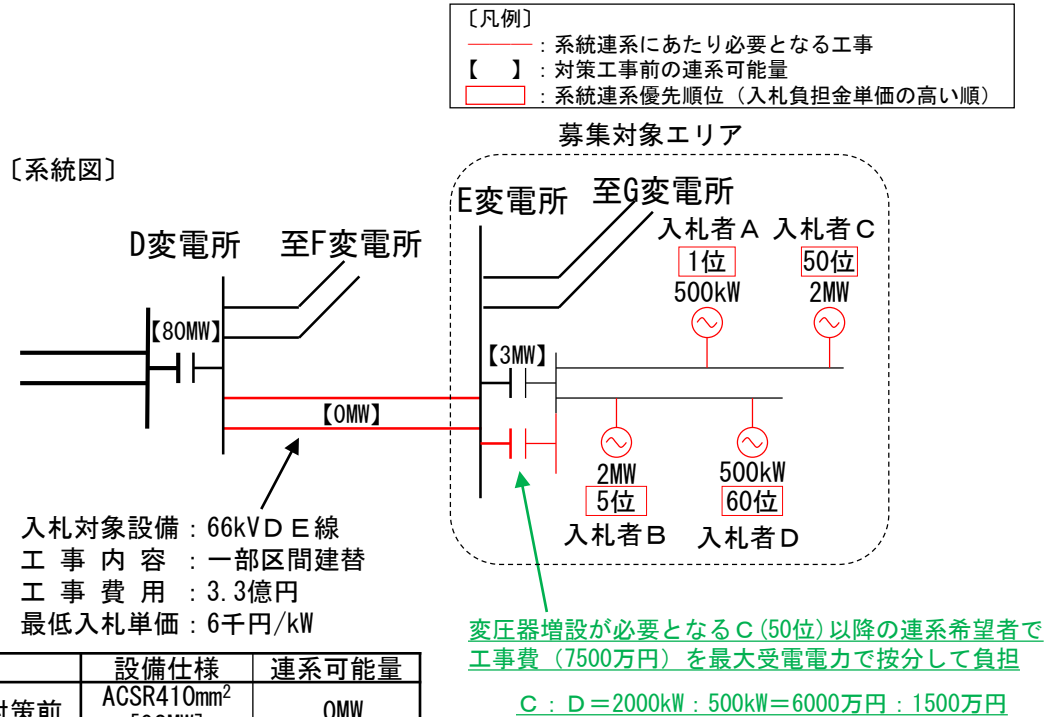 〔凡例〕
：系統連系にあたり必要となる工事
【　】：対策工事前の連系可能量
：系統連系優先順位（入札負担金単価の高い順）
募集対象エリア
〔系統図〕
E変電所
至G変電所
D変電所
至F変電所
入札者A
入札者C
1位
50位
500kW
2MW
【80MW】
【3MW】
【0MW】
2MW
500kW
5位
60位
入札者B
入札者D
入札対象設備：66kVDE線
工事内容：一部区間建替
工事費用：3.3億円
最低入札単価：6千円/kW
変圧器増設が必要となるC(50位)以降の連系希望者で
工事費（7500万円）を最大受電電力で按分して負担
C：D＝2000kW：500kW＝6000万円：1500万円
設備仕様
連系可能量
ACSR410mm²
0MW